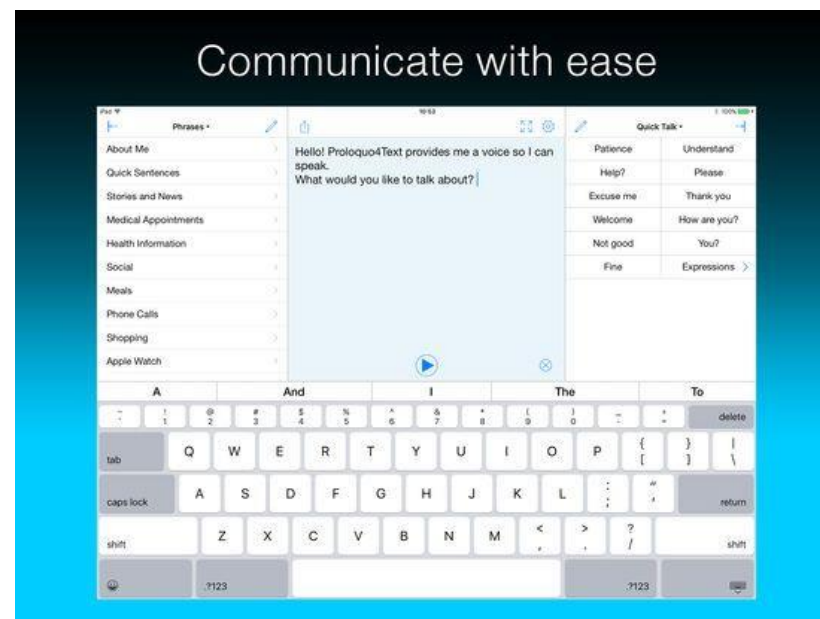 Communicate with ease
iPad
10:53
100%
Phrases
Quick Talk
About Me
Quick Sentences
Stories and News
Medical Appointments
Health Information
Social
Meals
Phone Calls
Shopping
Apple Watch
Hello! Proloquo4Text provides me a voice so I can
speak.
What would you like to talk about?
Patience Understand
Help? Please
Excuse me Thank you
Welcome How are you?
Not good You?
Fine Expressions
A And I The To
! @ # $ % ^ & * ( ) 
1 2 3 4 5 6 7 8 9 0 delete
tab Q W E R T Y U I O P { [ } ] | \
caps lock A S D F G H J K L : ; " ' return
shift Z X C V B N M < , > . ? / shift
.?123 .?123